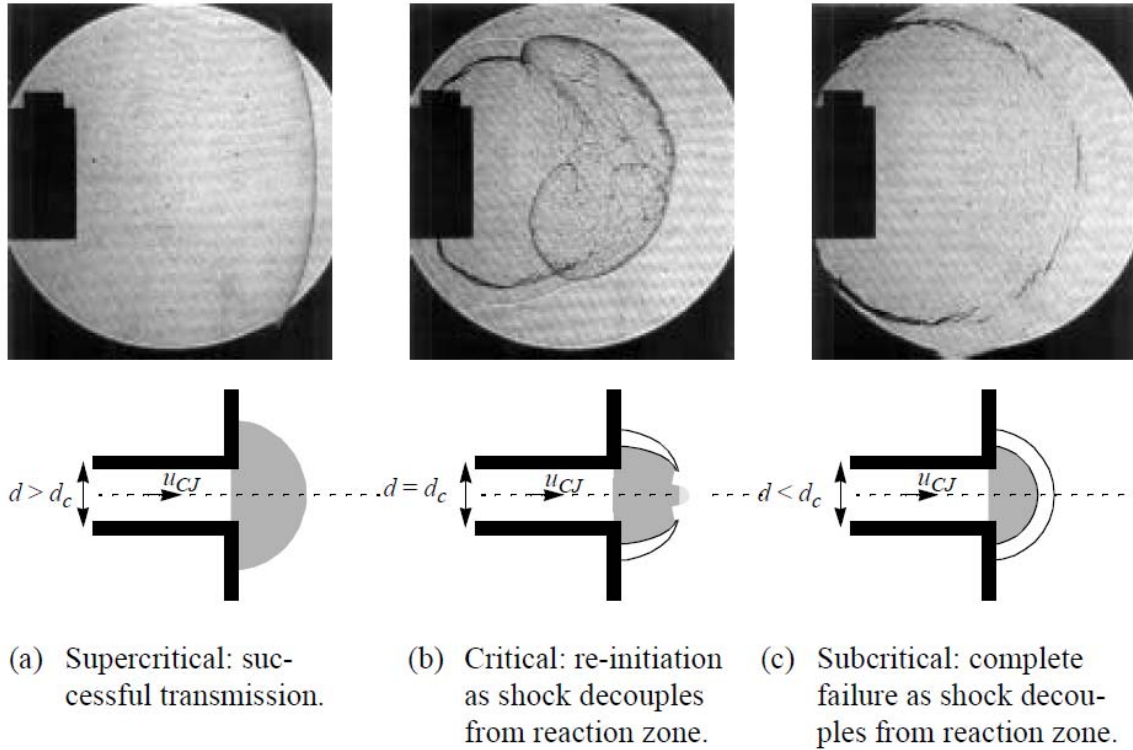 d > dc
uCJ
d = dc
uCJ
d < dc
uCJ
(a) Supercritical: suc-
cessful transmission.
(b) Critical: re-initiation
as shock decouples
from reaction zone.
(c) Subcritical: complete
failure as shock decou-
ples from reaction zone.